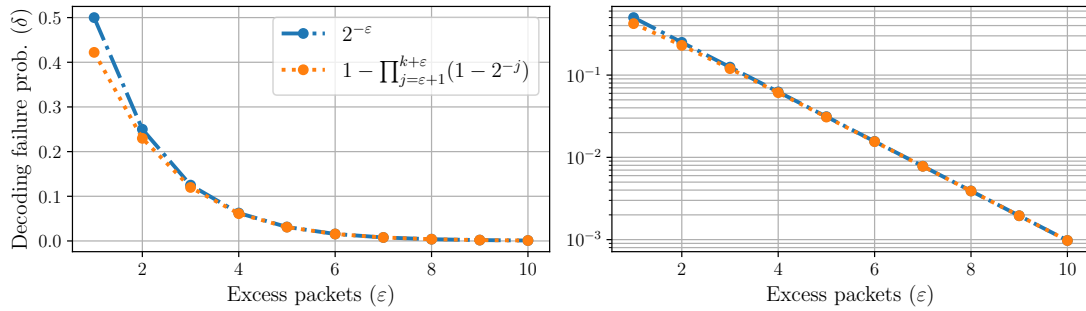 Decoding failure prob. (δ)
0.5
0.4
0.3
0.2
0.1
0.0
2^{-ε}
1 − ∏_{j=ε+1}^{k+ε}(1 − 2^{-j})
2 4 6 8 10
Excess packets (ε)
10^{-1}
10^{-2}
10^{-3}
2 4 6 8 10
Excess packets (ε)